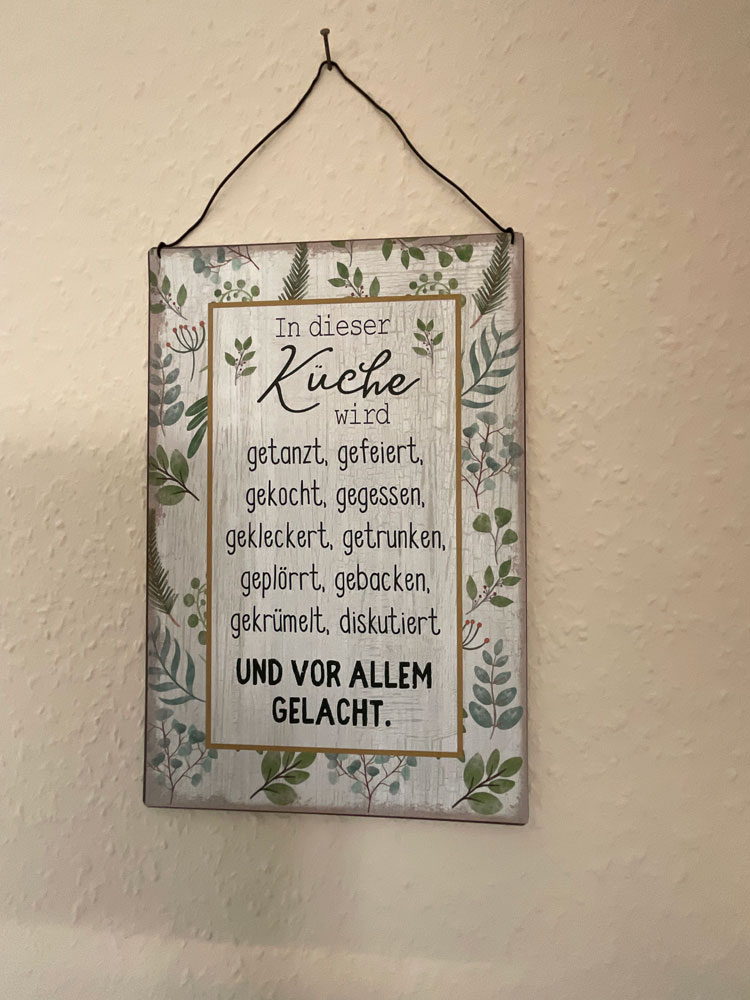 In dieser
Küche
wird
getanzt, gefeiert,
gekocht, gegessen,
gekleckert, getrunken,
geplörrt, gebacken,
gekrümelt, diskutiert
UND VOR ALLEM
GELACHT.